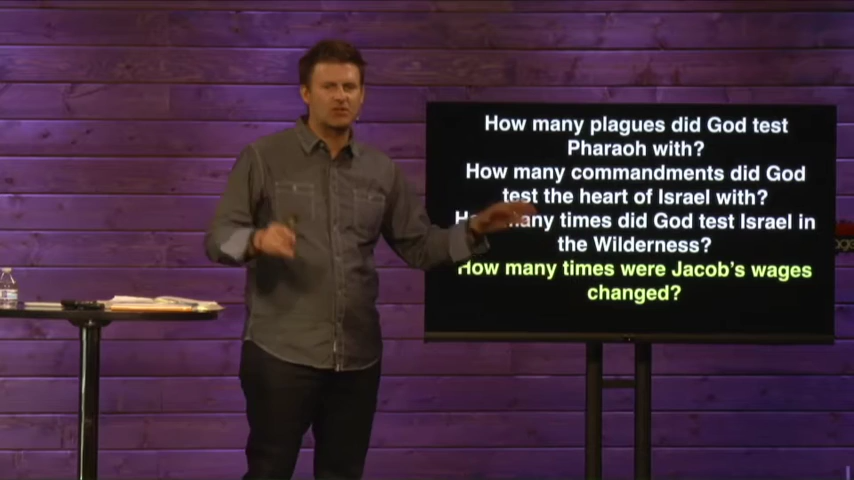 How many plagues did God test
Pharaoh with?
How many commandments did God
test the heart of Israel with?
many times did God test Israel in
the Wilderness?
How many times were Jacob's wages
changed?